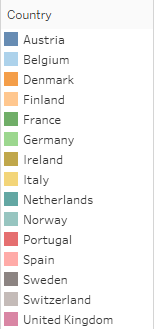 Country
Austria
Belgium
Denmark
Finland
France
Germany
Ireland
Italy
Netherlands
Norway
Portugal
Spain
Sweden
Switzerland
United Kingdom